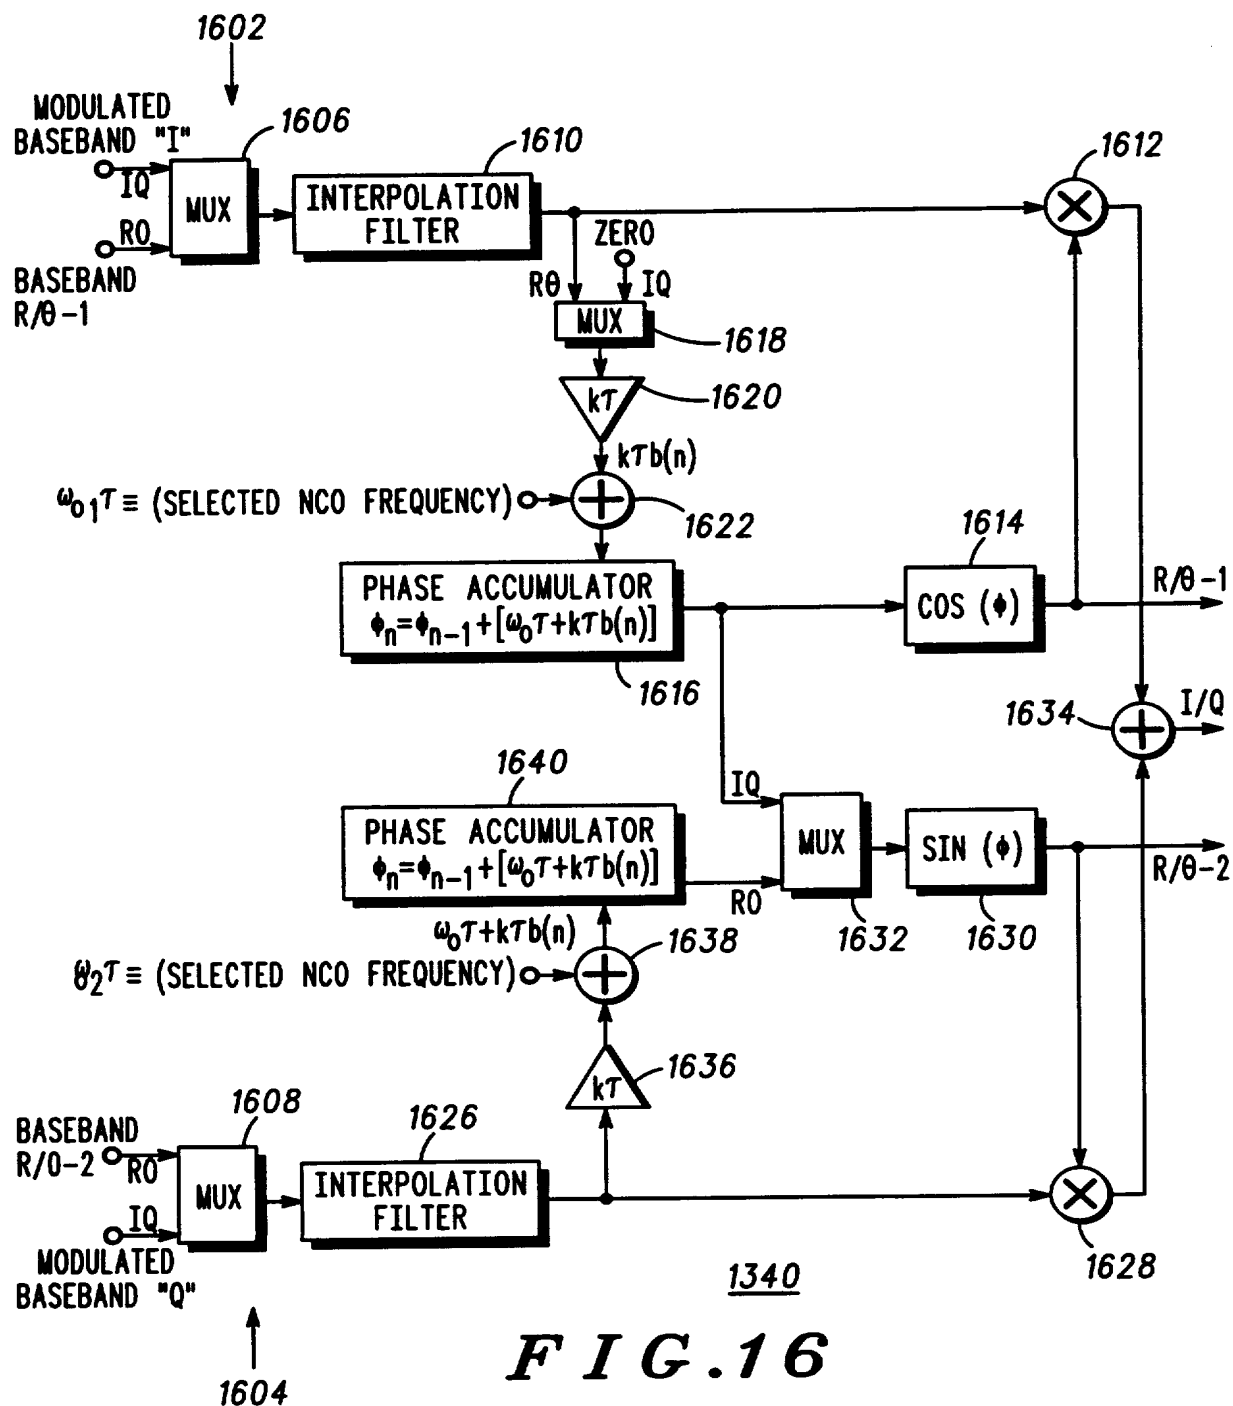 1602
MODULATED
BASEBAND "I"
1606
1610
1612
IQ
MUX
INTERPOLATION
FILTER
RO
ZERO
BASEBAND
R/θ-1
Rθ
IQ
MUX
1618
kτ
1620
kτb(n)
ω01τ ≡ (SELECTED NCO FREQUENCY)
1622
1614
PHASE ACCUMULATOR
ϕn=ϕn-1+[ω0τ+kτb(n)]
COS (ϕ)
R/θ-1
1616
1634
I/Q
1640
IQ
PHASE ACCUMULATOR
ϕn=ϕn-1+[ω0τ+kτb(n)]
MUX
SIN (ϕ)
R/θ-2
RO
ω0τ+kτb(n)
1638
1632
1630
2τ ≡ (SELECTED NCO FREQUENCY)
kτ
1636
1608
1626
BASEBAND
R/O-2
RO
MUX
INTERPOLATION
FILTER
IQ
MODULATED
BASEBAND "Q"
1628
1340
1604
FIG.16